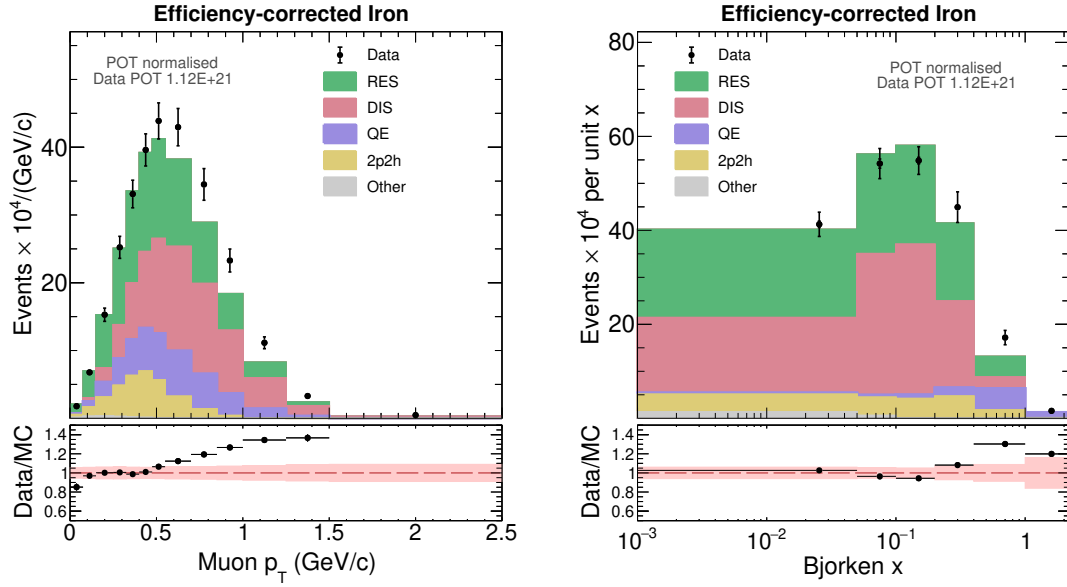 Efficiency-corrected Iron
Events × 10⁴/(GeV/c)
40
20
POT normalised
Data POT 1.12E+21
Data
RES
DIS
QE
2p2h
Other
Data/MC
1.4
1.2
1
0.8
0.6
0 0.5 1 1.5 2 2.5
Muon p_T (GeV/c)
Efficiency-corrected Iron
Events × 10⁴ per unit x
80
60
40
20
Data
RES
DIS
QE
2p2h
Other
POT normalised
Data POT 1.12E+21
Data/MC
1.4
1.2
1
0.8
0.6
10⁻³ 10⁻² 10⁻¹ 1
Bjorken x